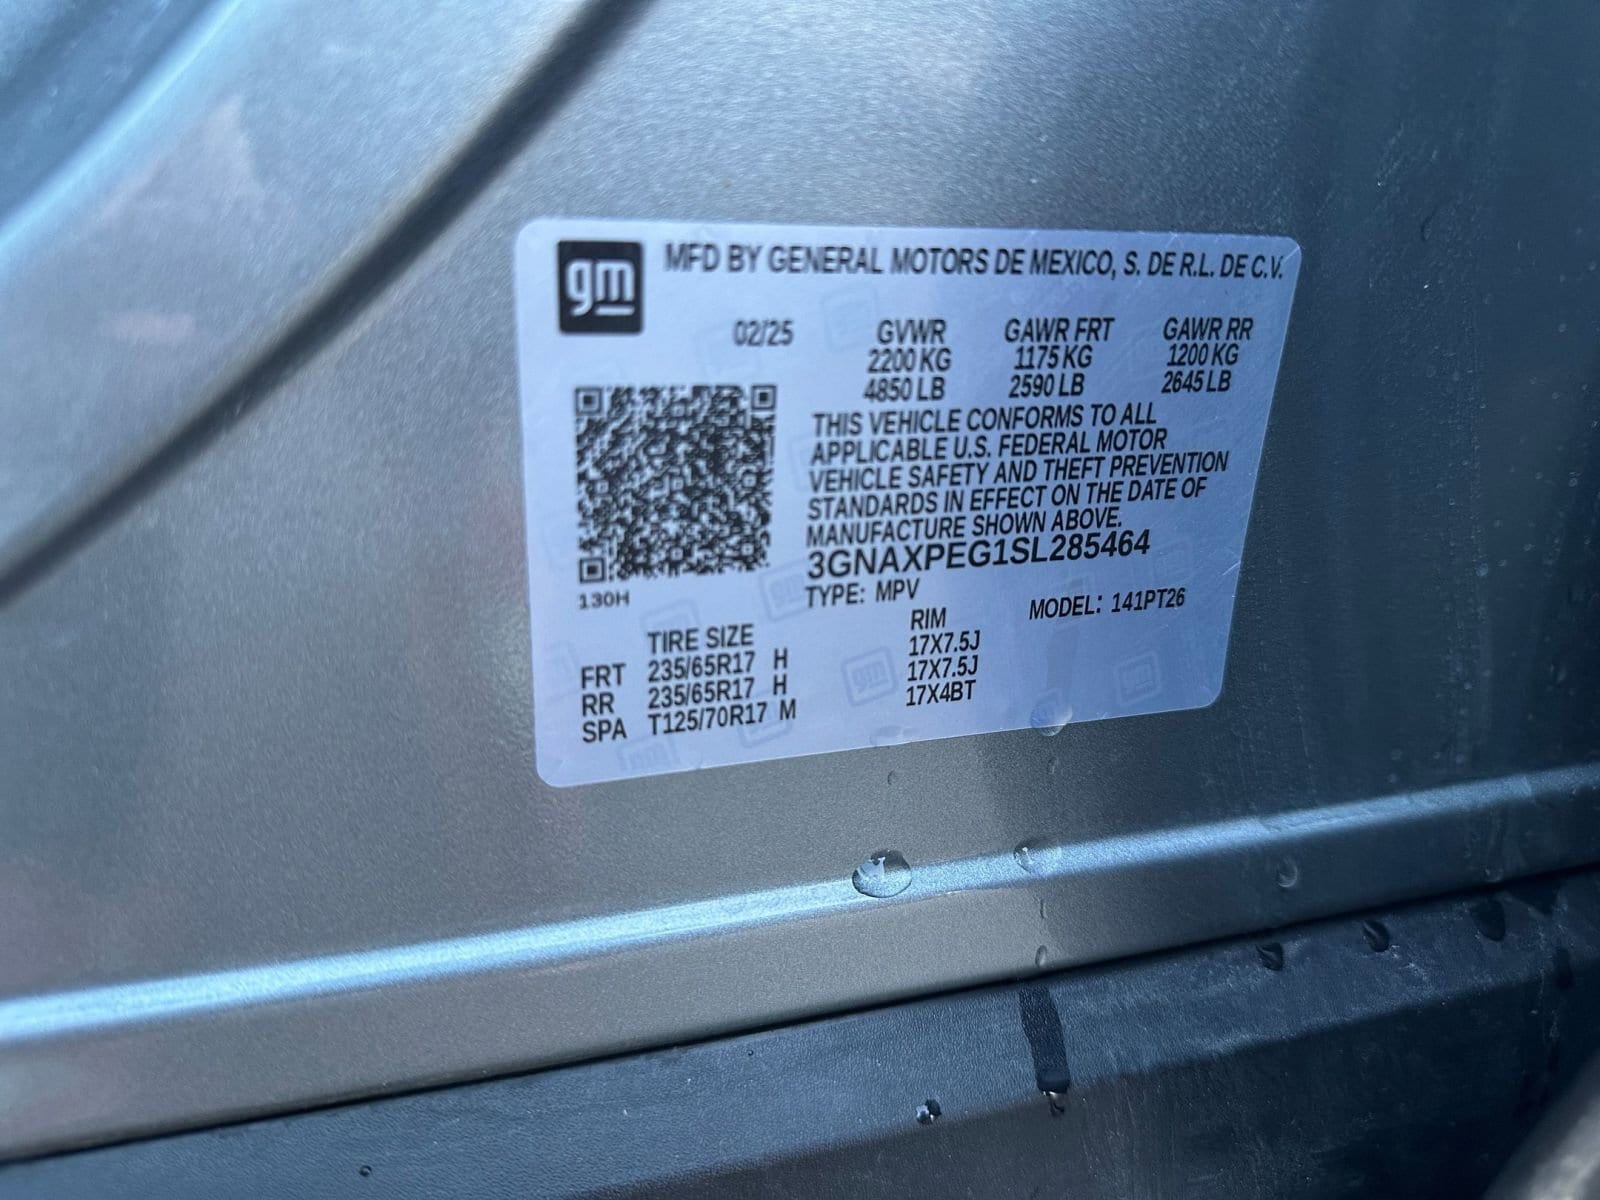 gm MFD BY GENERAL MOTORS DE MEXICO, S. DE R.L. DE C.V.
02/25 GVWR GAWR FRT GAWR RR
2200 KG 1175 KG 1200 KG
4850 LB 2590 LB 2645 LB
THIS VEHICLE CONFORMS TO ALL
APPLICABLE U.S. FEDERAL MOTOR
VEHICLE SAFETY AND THEFT PREVENTION
STANDARDS IN EFFECT ON THE DATE OF
MANUFACTURE SHOWN ABOVE.
3GNAXPEG1SL285464
130H
TYPE: MPV MODEL: 141PT26
TIRE SIZE RIM
FRT 235/65R17 H 17X7.5J
RR 235/65R17 H 17X7.5J
SPA T125/70R17 M 17X4BT